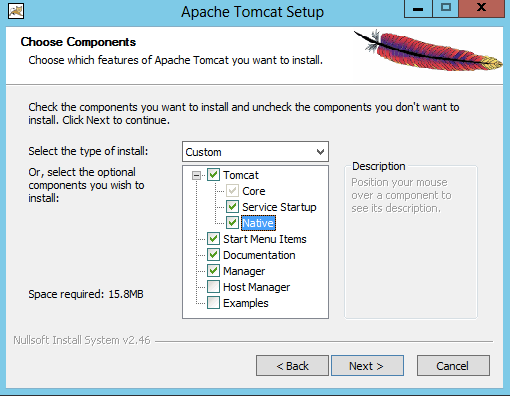 Apache Tomcat Setup
Choose Components
Choose which features of Apache Tomcat you want to install.
Check the components you want to install and uncheck the components you don't want to
install. Click Next to continue.
Select the type of install:
Custom
Or, select the optional
components you wish to
install:
Tomcat
Core
Service Startup
Native
Start Menu Items
Documentation
Manager
Host Manager
Examples
Description
Position your mouse
over a component to
see its description.
Space required: 15.8MB
Nullsoft Install System v2.46
< Back
Next >
Cancel